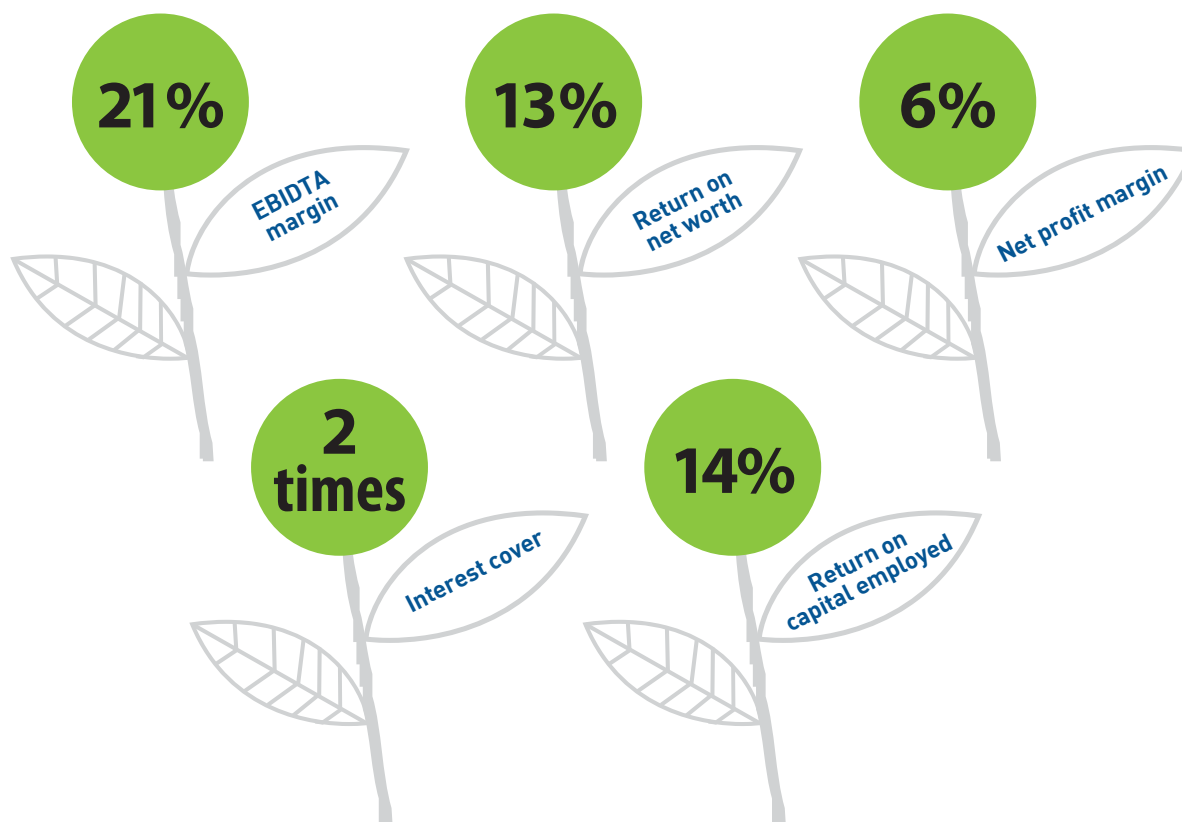 21%
EBIDTA
margin
13%
Return on
net worth
6%
Net profit margin
2
times
Interest cover
14%
Return on
capital employed